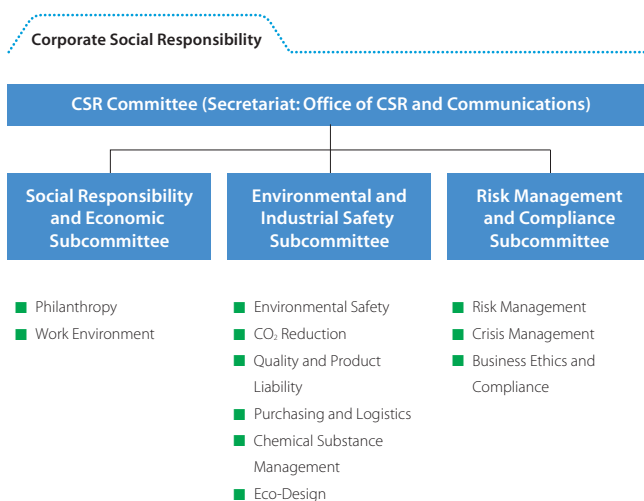 Corporate Social Responsibility
CSR Committee (Secretariat: Office of CSR and Communications)
Social Responsibility
and Economic
Subcommittee
Environmental and
Industrial Safety
Subcommittee
Risk Management
and Compliance
Subcommittee
Philanthropy
Work Environment
Environmental Safety
CO₂ Reduction
Quality and Product
Liability
Purchasing and Logistics
Chemical Substance
Management
Eco-Design
Risk Management
Crisis Management
Business Ethics and
Compliance